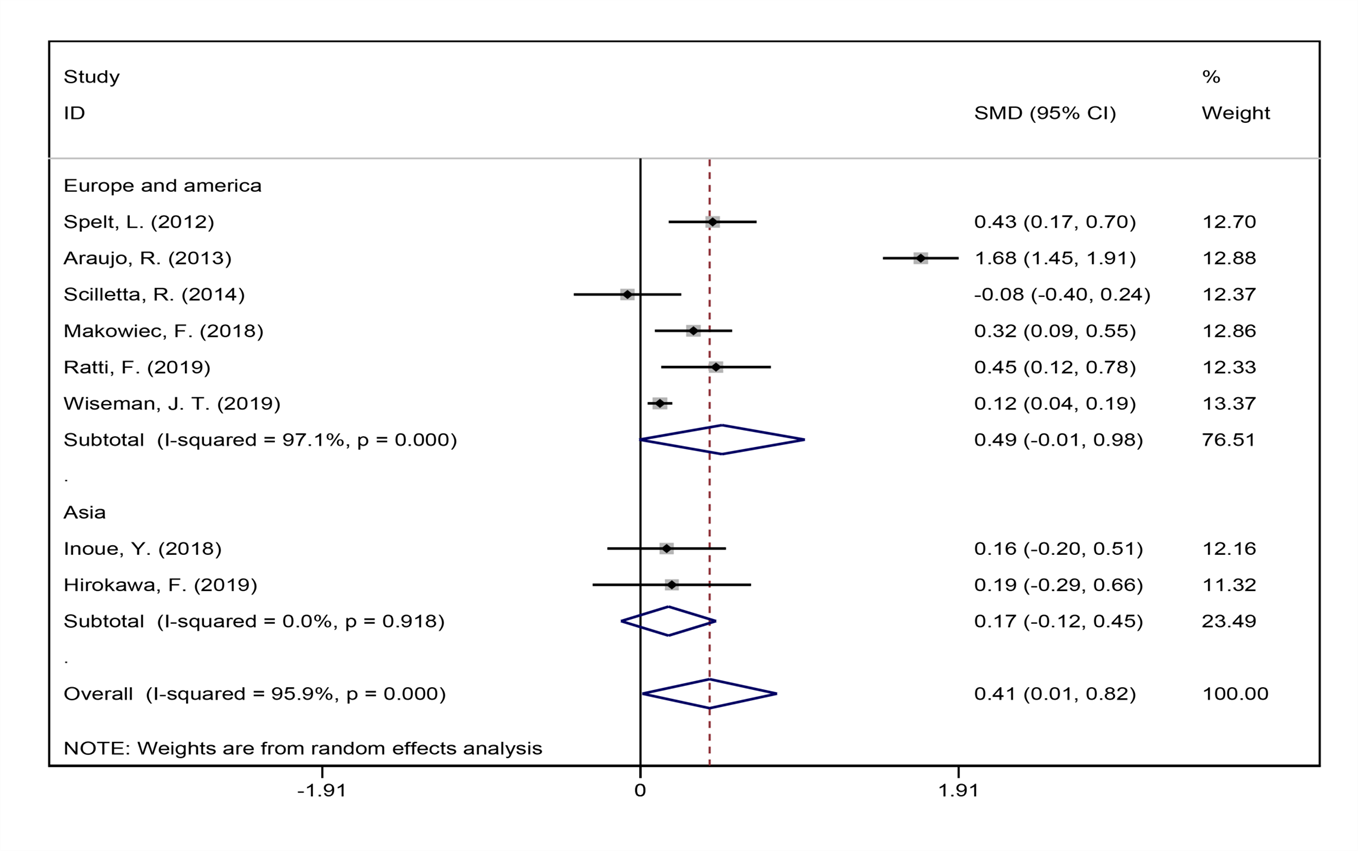 Study %
ID SMD (95% CI) Weight
Europe and america
Spelt, L. (2012) 0.43 (0.17, 0.70) 12.70
Araujo, R. (2013) 1.68 (1.45, 1.91) 12.88
Scilletta, R. (2014) -0.08 (-0.40, 0.24) 12.37
Makowiec, F. (2018) 0.32 (0.09, 0.55) 12.86
Ratti, F. (2019) 0.45 (0.12, 0.78) 12.33
Wiseman, J. T. (2019) 0.12 (0.04, 0.19) 13.37
Subtotal (I-squared = 97.1%, p = 0.000) 0.49 (-0.01, 0.98) 76.51
.
Asia
Inoue, Y. (2018) 0.16 (-0.20, 0.51) 12.16
Hirokawa, F. (2019) 0.19 (-0.29, 0.66) 11.32
Subtotal (I-squared = 0.0%, p = 0.918) 0.17 (-0.12, 0.45) 23.49
.
Overall (I-squared = 95.9%, p = 0.000) 0.41 (0.01, 0.82) 100.00
NOTE: Weights are from random effects analysis
-1.91 0 1.91